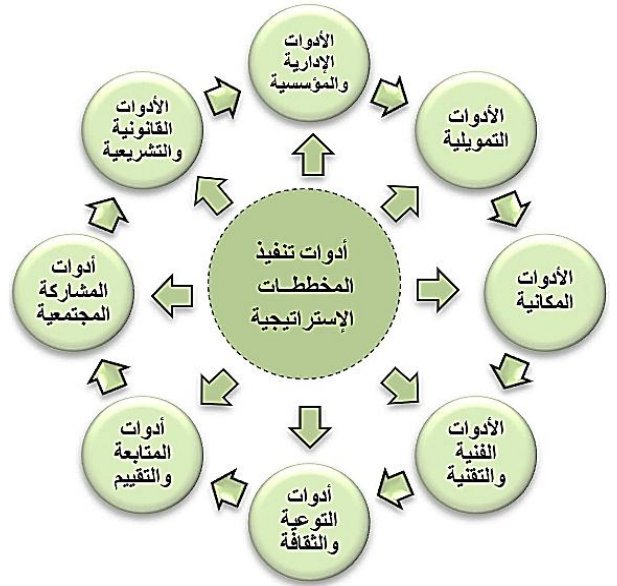 أدوات تنفيذ
المخططــات
الإستراتيجية
الأدوات
الإدارية
والمؤسسية
الأدوات
التمويلية
الأدوات
المكانية
الأدوات
الفنية
والتقنية
أدوات
التوعية
والثقافة
أدوات
المتابعة
والتقييم
أدوات
المشاركة
المجتمعية
الأدوات
القانونية
والتشريعية